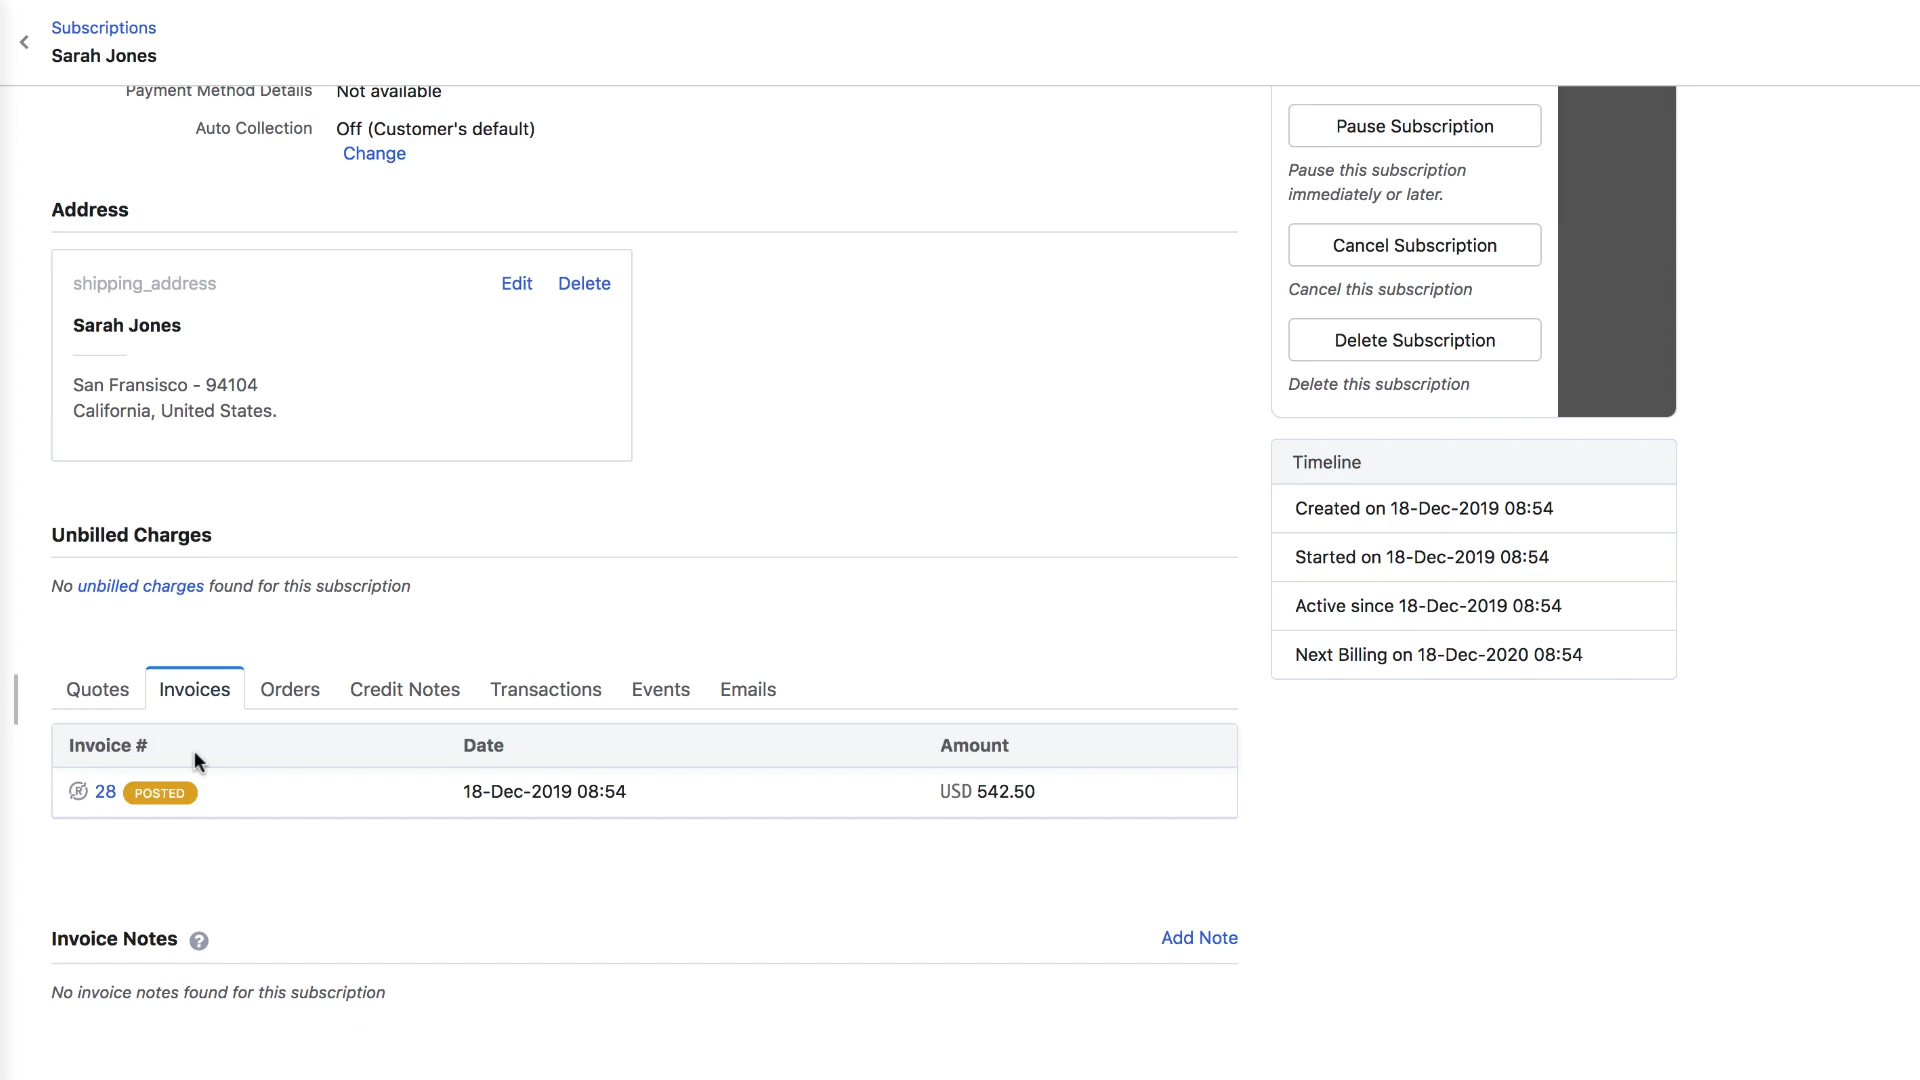 Subscriptions
Sarah Jones
Payment Method Details Not available
Auto Collection Off (Customer's default)
Change
Address
shipping_address Edit Delete
Sarah Jones
San Fransisco - 94104
California, United States.
Unbilled Charges
No unbilled charges found for this subscription
Quotes Invoices Orders Credit Notes Transactions Events Emails
Invoice # Date Amount
28 POSTED 18-Dec-2019 08:54 USD 542.50
Invoice Notes ? Add Note
No invoice notes found for this subscription
Pause Subscription
Pause this subscription
immediately or later.
Cancel Subscription
Cancel this subscription
Delete Subscription
Delete this subscription
Timeline
Created on 18-Dec-2019 08:54
Started on 18-Dec-2019 08:54
Active since 18-Dec-2019 08:54
Next Billing on 18-Dec-2020 08:54